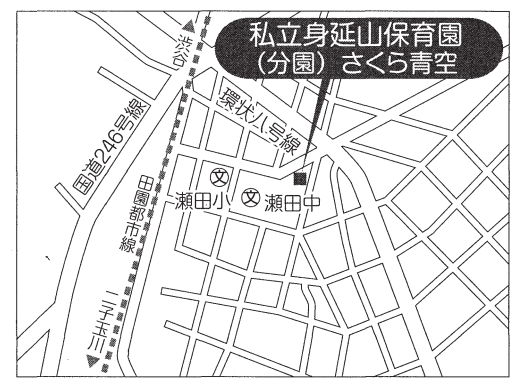 私立身延山保育園
(分園) さくら青空
渋谷
環状八号線
国道246号線
田園都市線
文
瀬田小
文
瀬田中
二子玉川